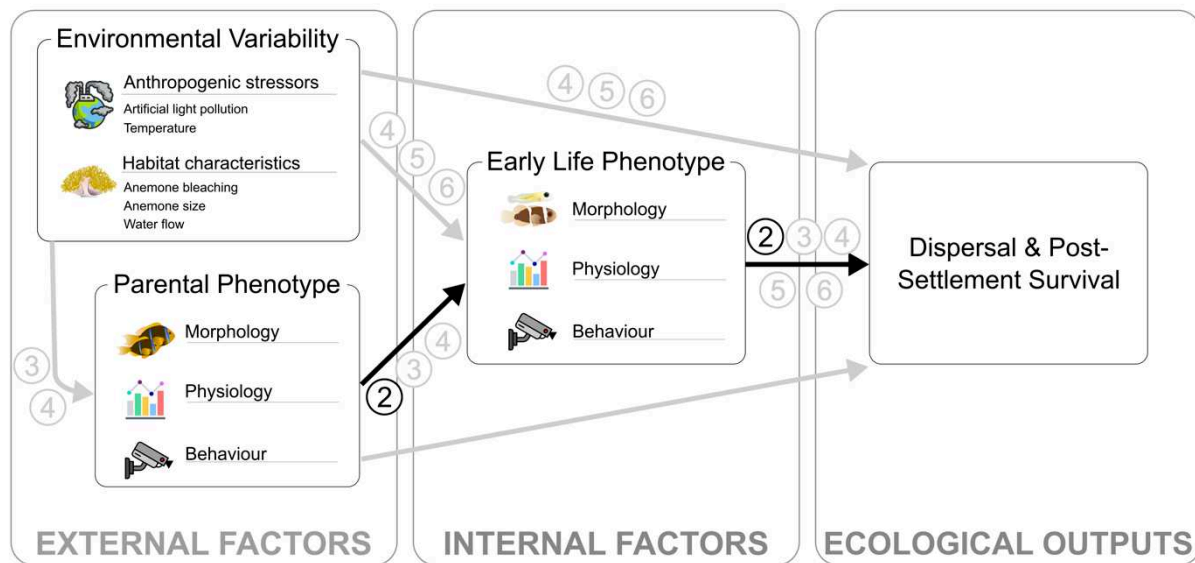 Environmental Variability
Anthropogenic stressors
Artificial light pollution
Temperature
Habitat characteristics
Anemone bleaching
Anemone size
Water flow
4 5 6
4
5
6
3
4
Parental Phenotype
Morphology
Physiology
Behaviour
2 3 4
Early Life Phenotype
Morphology
Physiology
Behaviour
2 3 4
5 6
Dispersal & Post-
Settlement Survival
EXTERNAL FACTORS
INTERNAL FACTORS
ECOLOGICAL OUTPUTS